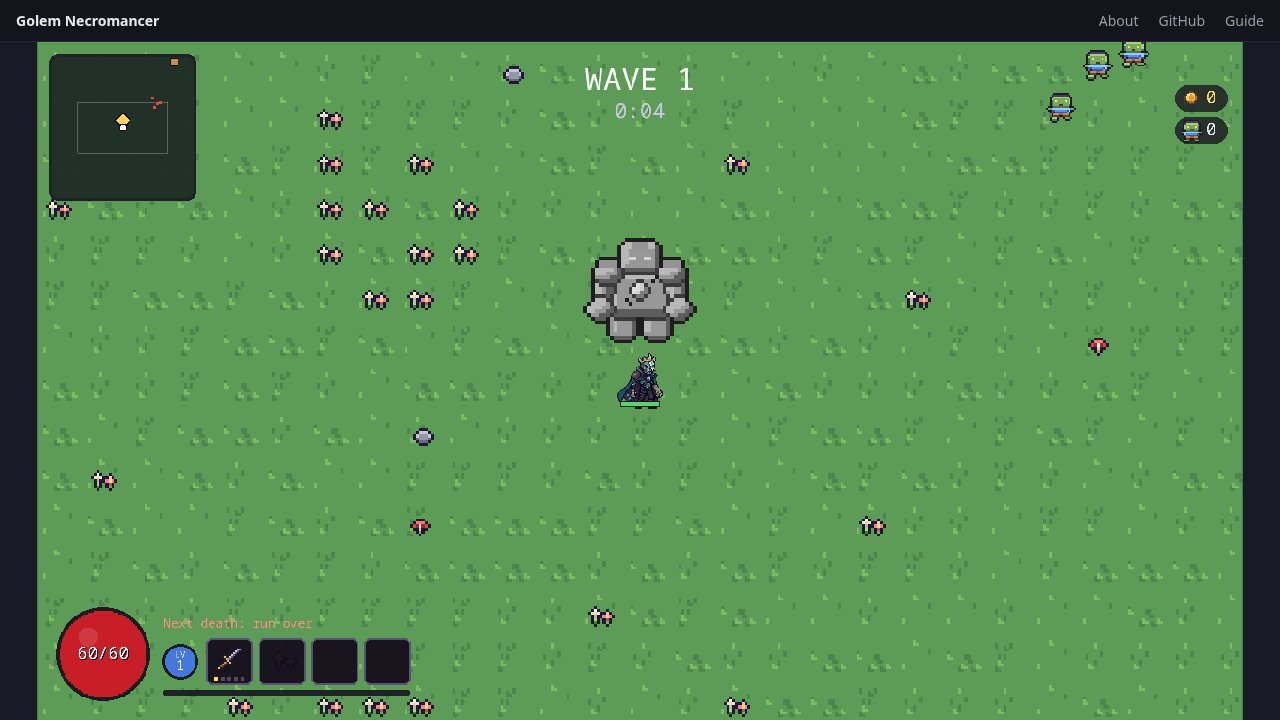 Golem Necromancer
About
GitHub
Guide
WAVE 1
0:04
0
0
Next death: run over
60/60
LV
1